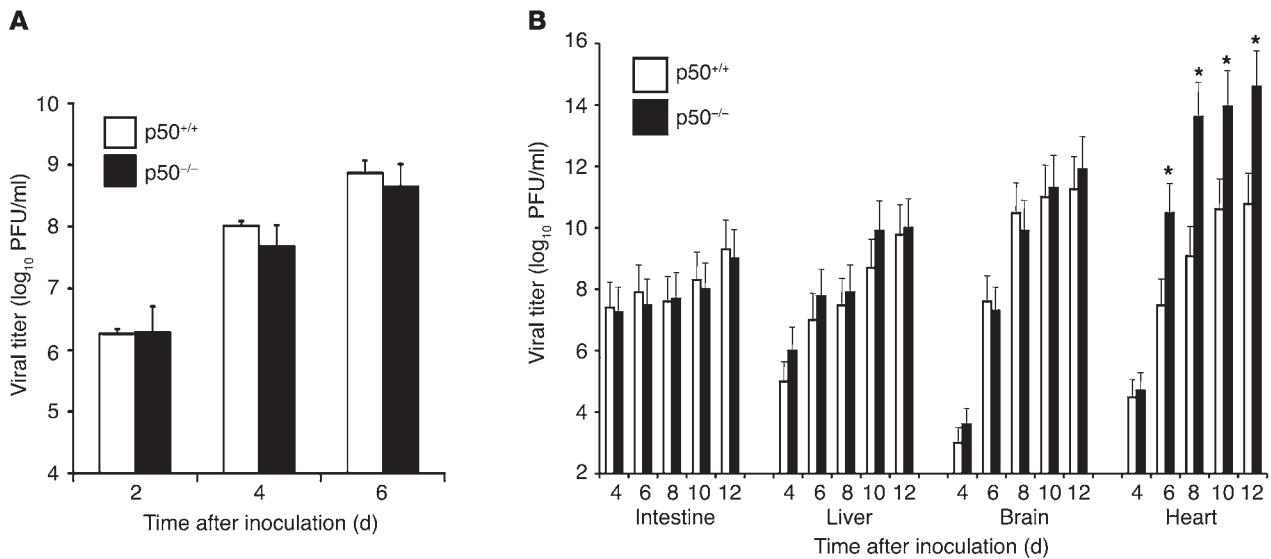 A
10
9
8
7
6
5
4
Viral titer (log10 PFU/ml)
p50+/+
p50−/−
2 4 6
Time after inoculation (d)
B
16
14
12
10
8
6
4
2
Viral titer (log10 PFU/ml)
p50+/+
p50−/−
* * * *
4 6 8 10 12 4 6 8 10 12 4 6 8 10 12 4 6 8 10 12
Intestine Liver Brain Heart
Time after inoculation (d)